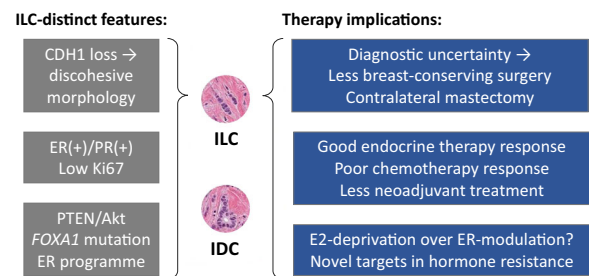 ILC-distinct features:
CDH1 loss →
discohesive
morphology
ER(+)/PR(+)
Low Ki67
PTEN/Akt
FOXA1 mutation
ER programme
ILC
IDC
Therapy implications:
Diagnostic uncertainty →
Less breast-conserving surgery
Contralateral mastectomy
Good endocrine therapy response
Poor chemotherapy response
Less neoadjuvant treatment
E2-deprivation over ER-modulation?
Novel targets in hormone resistance